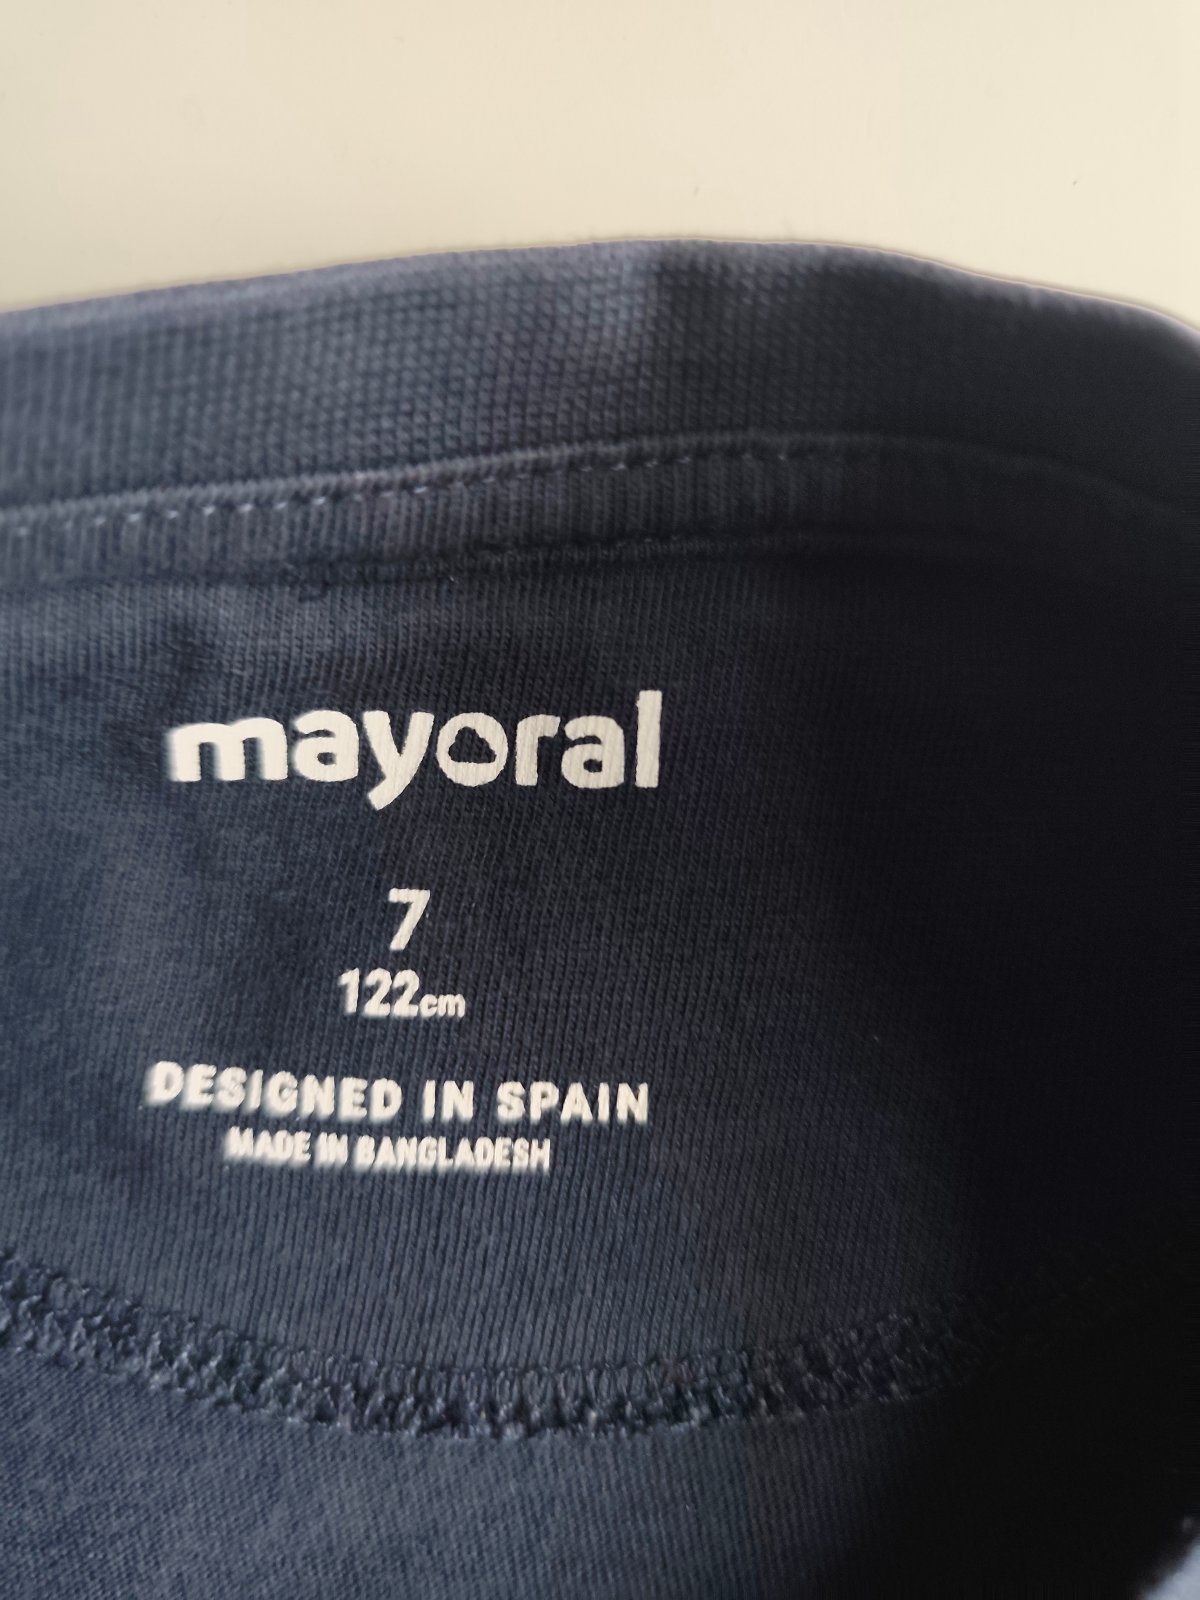 mayoral
7
122cm
DESIGNED IN SPAIN
MADE IN BANGLADESH